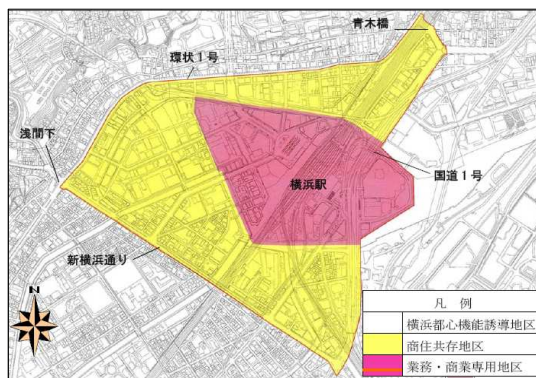 青木橋
環状1号
浅間下
国道1号
横浜駅
新横浜通り
N
凡 例
横浜都心機能誘導地区
商住共存地区
業務・商業専用地区